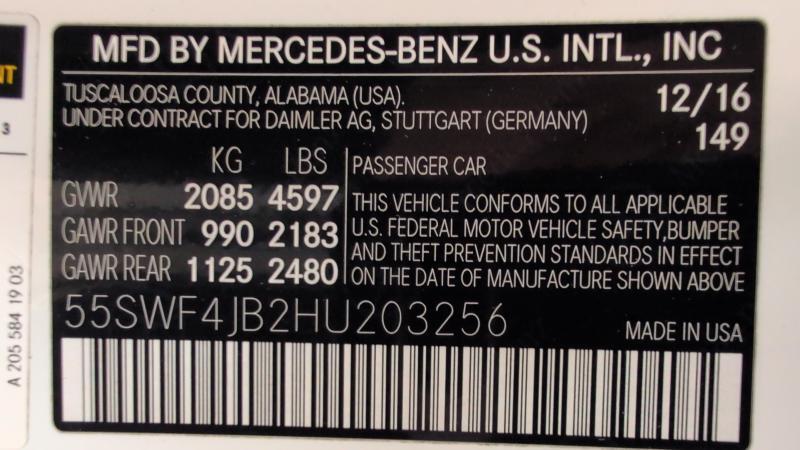 MFD BY MERCEDES-BENZ U.S. INTL., INC
TUSCALOOSA COUNTY, ALABAMA (USA).
UNDER CONTRACT FOR DAIMLER AG, STUTTGART (GERMANY)
12/16
149
KG LBS
GVWR 2085 4597
GAWR FRONT 990 2183
GAWR REAR 1125 2480
PASSENGER CAR
THIS VEHICLE CONFORMS TO ALL APPLICABLE
U.S. FEDERAL MOTOR VEHICLE SAFETY,BUMPER
AND THEFT PREVENTION STANDARDS IN EFFECT
ON THE DATE OF MANUFACTURE SHOWN ABOVE
55SWF4JB2HU203256
MADE IN USA
NT
3
A 205 584 19 03